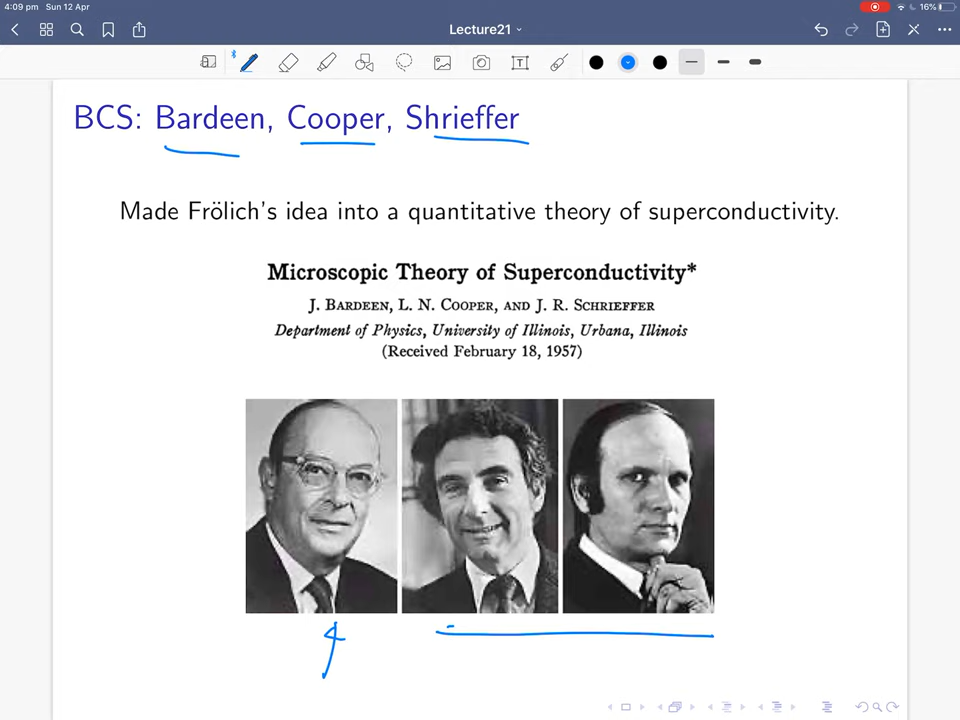 4:09 pm Sun 12 Apr
16%
Lecture21
BCS: Bardeen, Cooper, Shrieffer
Made Frölich's idea into a quantitative theory of superconductivity.
Microscopic Theory of Superconductivity*
J. BARDEEN, L. N. COOPER, AND J. R. SCHRIEFFER
Department of Physics, University of Illinois, Urbana, Illinois
(Received February 18, 1957)